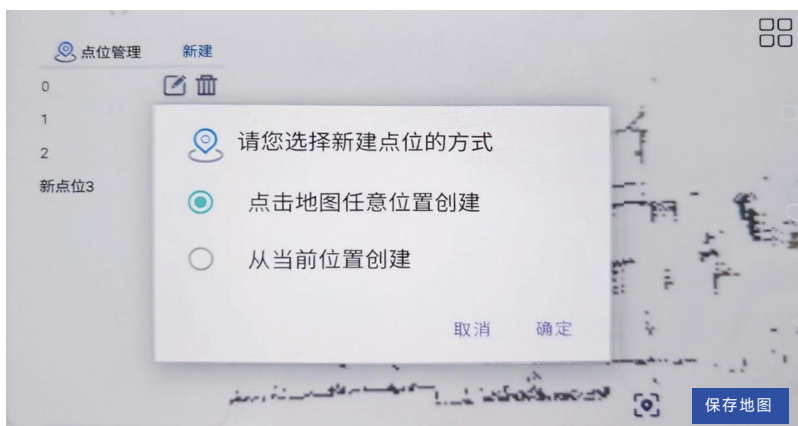 点位管理 新建
0
1
2
新点位3
请您选择新建点位的方式
点击地图任意位置创建
从当前位置创建
取消 确定
保存地图